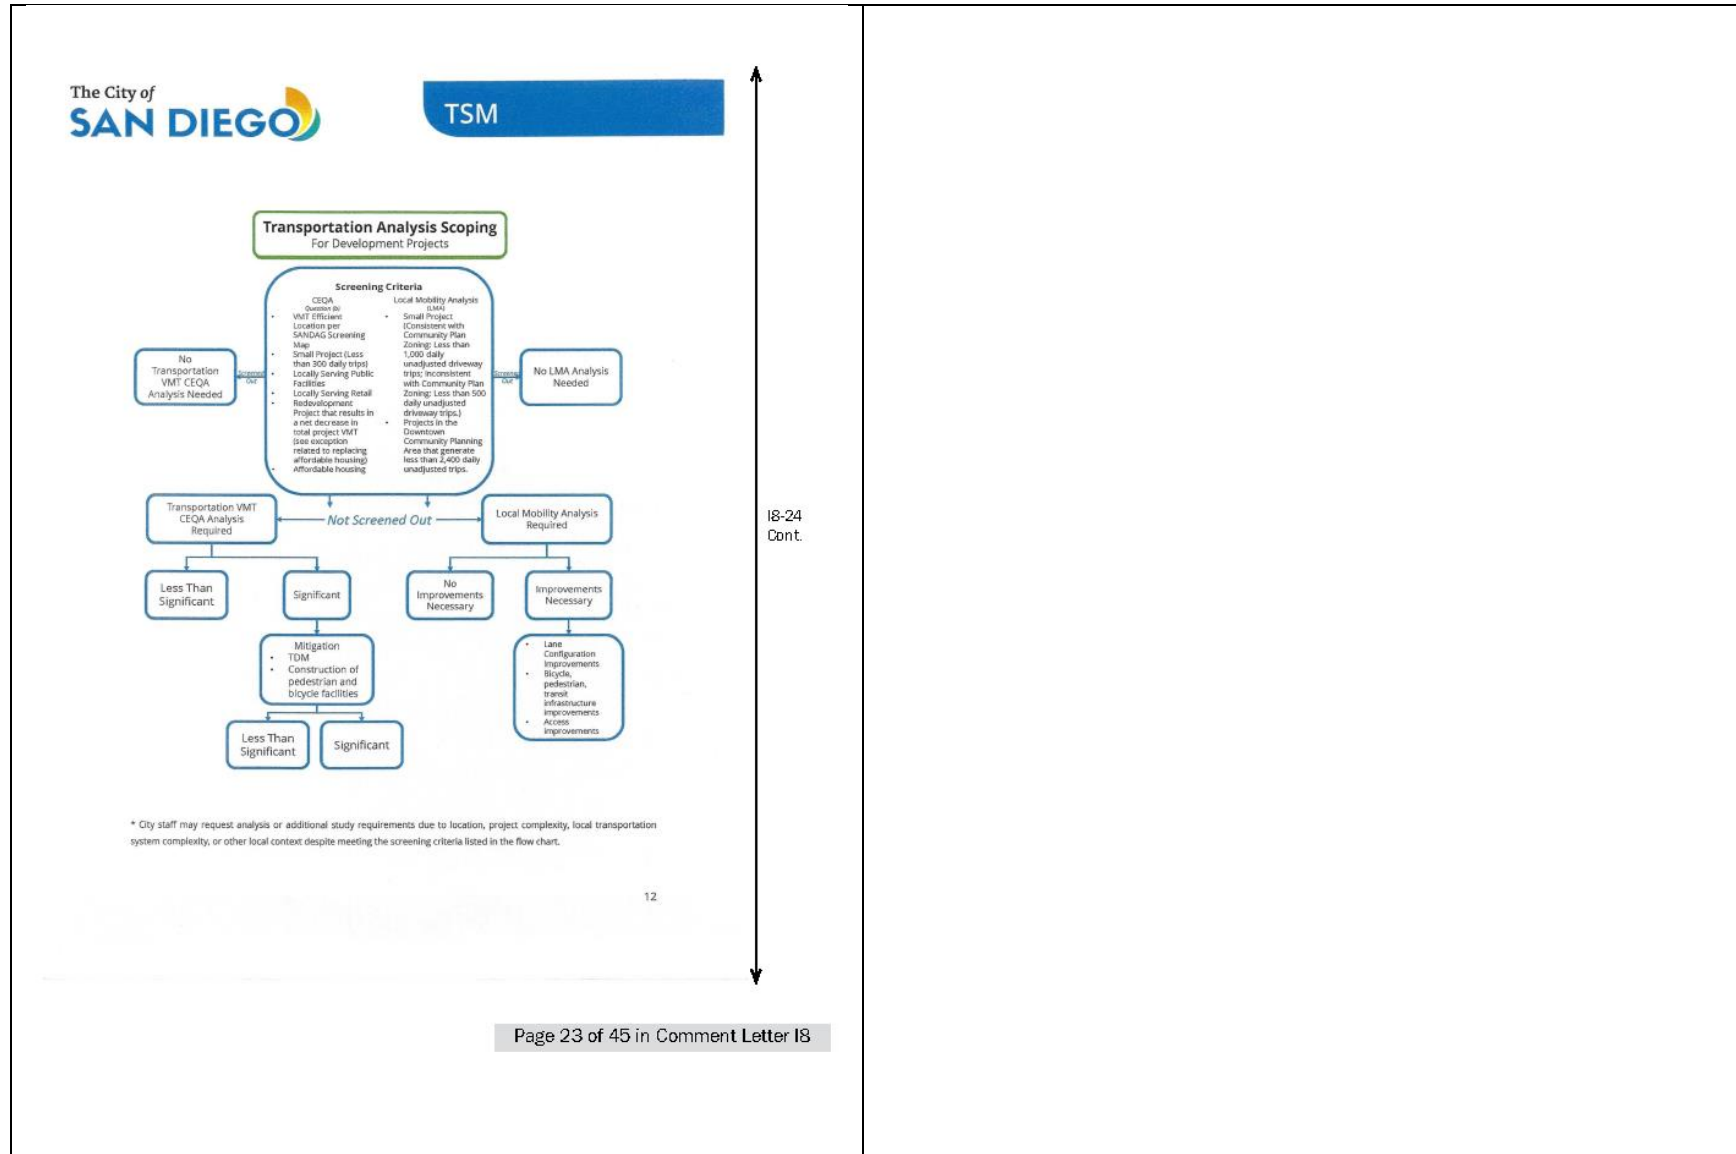 The City of
SAN DIEGO
TSM
Transportation Analysis Scoping
For Development Projects
Screening Criteria
CEQA
Question (b)
• VMT Efficient
Location per
SANDAG Screening
Map
• Small Project (Less
than 300 daily trips)
• Locally Serving Public
Facilities
• Locally Serving Retail
• Redevelopment
Project that results in
a net decrease in
total project VMT
(see exception
related to replacing
affordable housing)
• Affordable housing
Local Mobility Analysis
(LMA)
• Small Project
(Consistent with
Community Plan
Zoning: Less than
1,000 daily
unadjusted driveway
trips; Inconsistent
with Community Plan
Zoning: Less than 500
daily unadjusted
driveway trips.)
• Projects in the
Downtown
Community Planning
Area that generate
less than 2,400 daily
unadjusted trips.
Screened
Out
No
Transportation
VMT CEQA
Analysis Needed
Screened
Out
No LMA Analysis
Needed
Transportation VMT
CEQA Analysis
Required
Not Screened Out
Local Mobility Analysis
Required
Less Than
Significant
Significant
No
Improvements
Necessary
Improvements
Necessary
Mitigation
• TDM
• Construction of
pedestrian and
bicycle facilities
• Lane
Configuration
Improvements
• Bicycle,
pedestrian,
transit
infrastructure
improvements
• Access
improvements
Less Than
Significant
Significant
* City staff may request analysis or additional study requirements due to location, project complexity, local transportation
system complexity, or other local context despite meeting the screening criteria listed in the flow chart.
12
I8-24
Cont.
Page 23 of 45 in Comment Letter I8